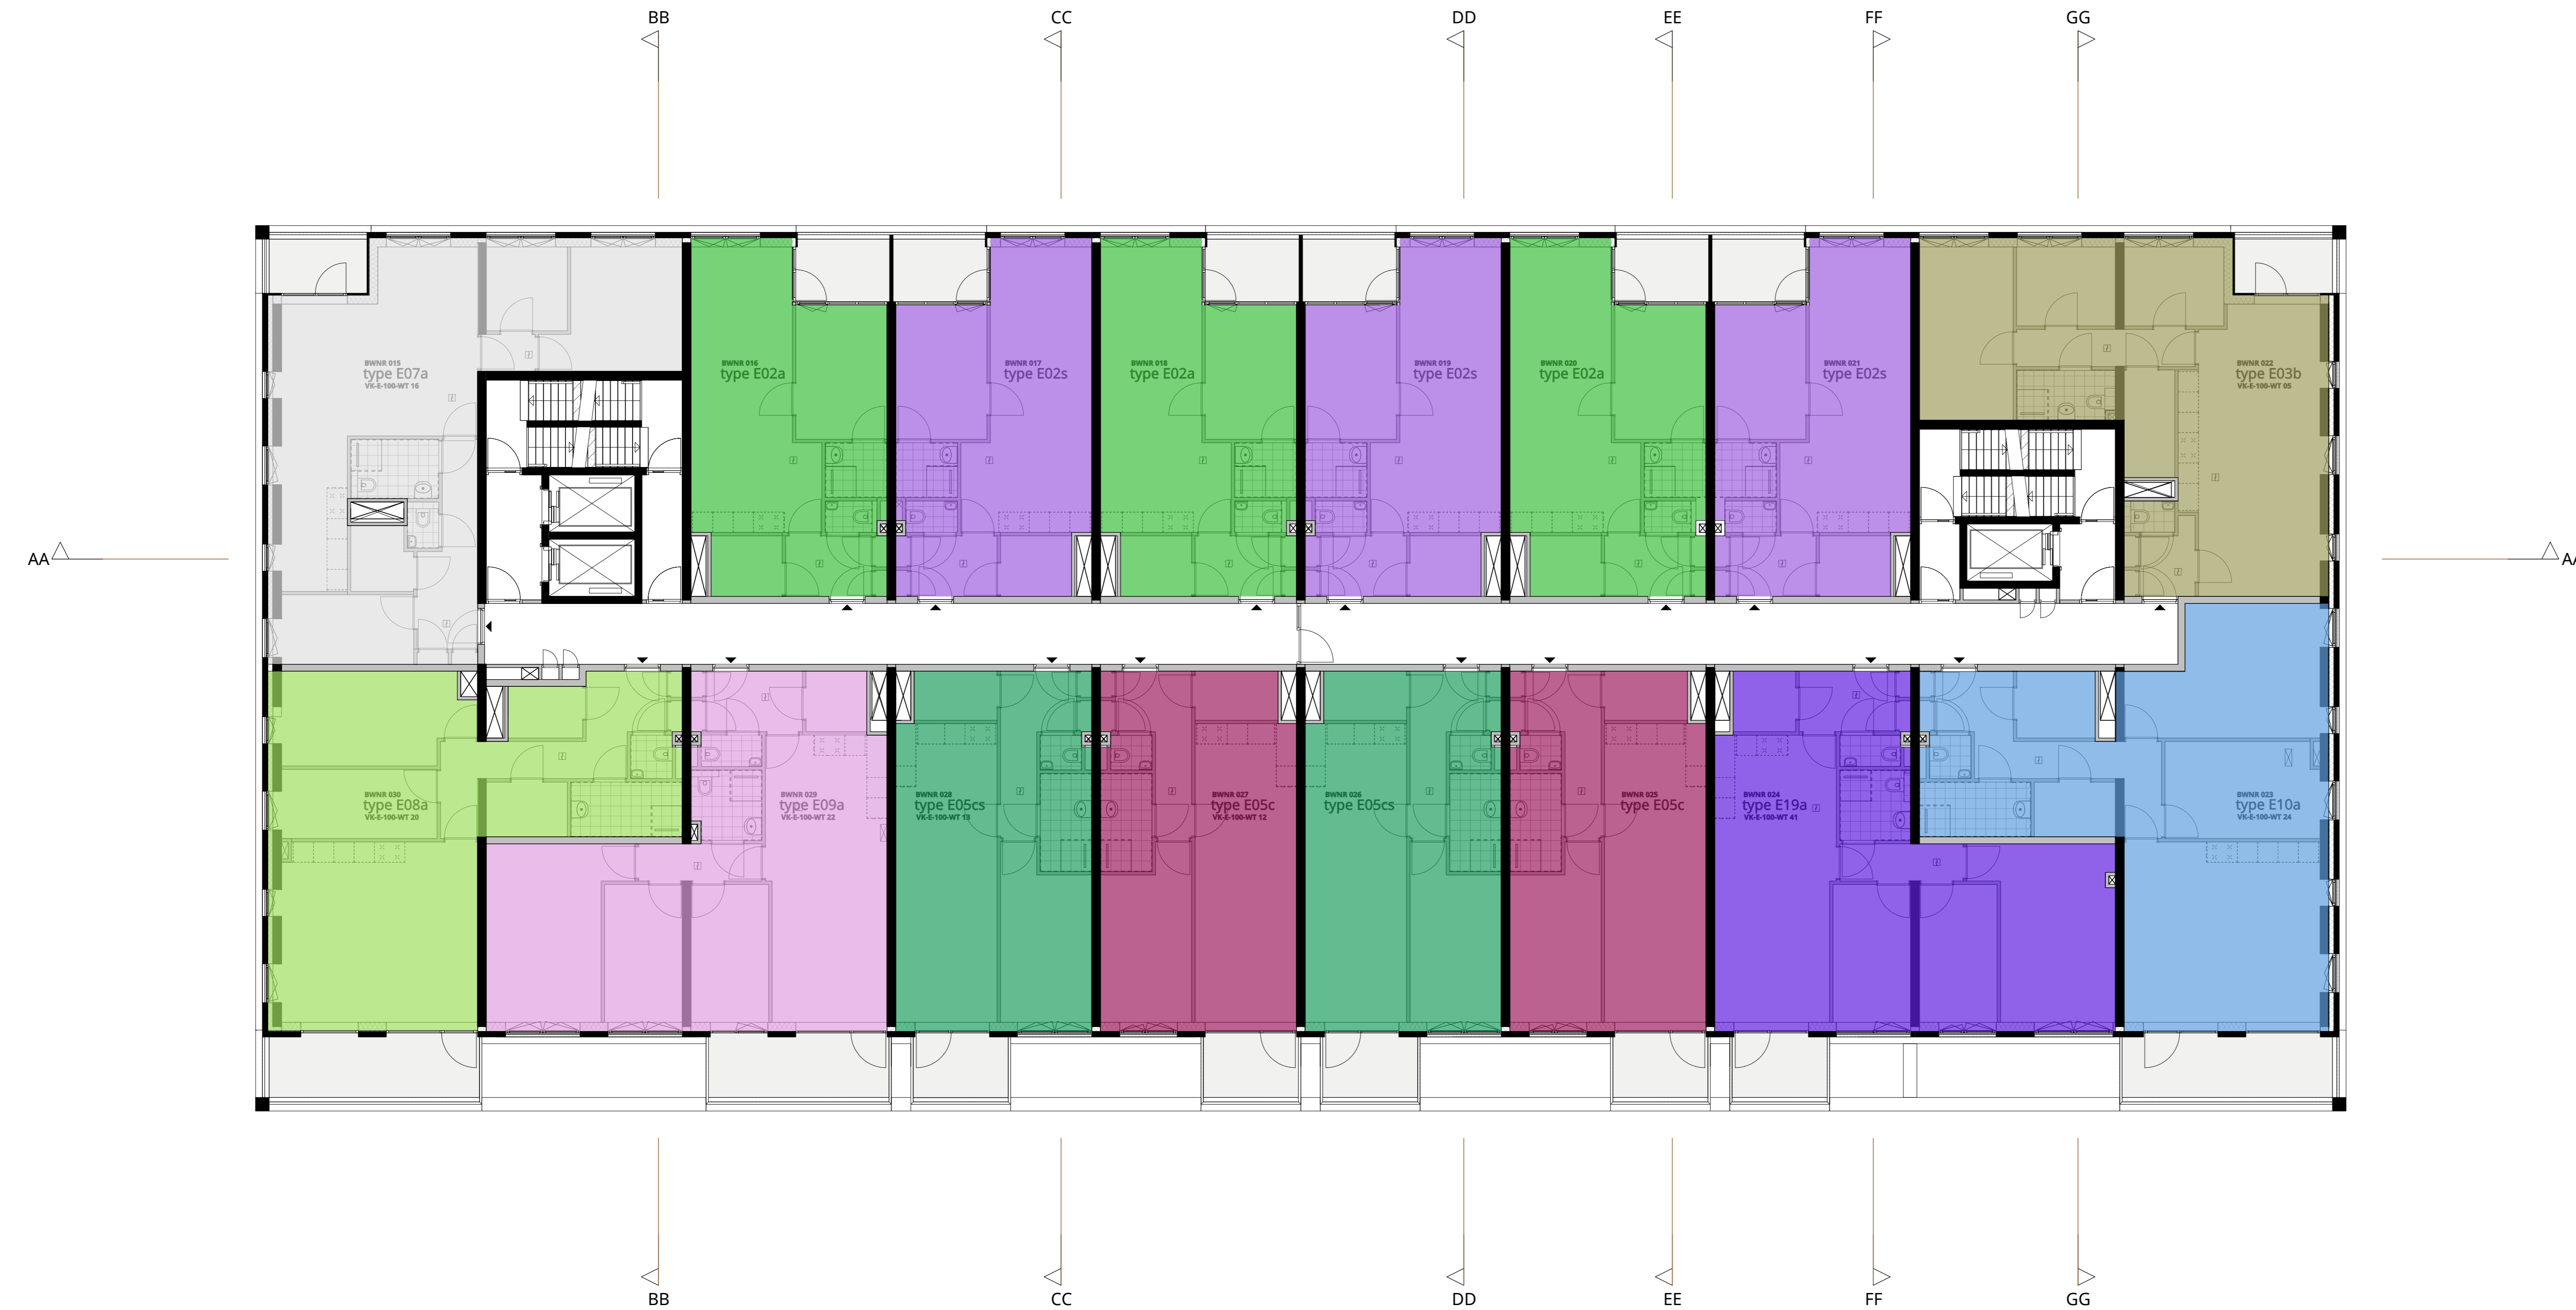 BB CC DD EE FF GG
BWNR 015
type E07a
VK-E-100-WT 16
BWNR 016
type E02a
BWNR 017
type E02s
BWNR 018
type E02a
BWNR 019
type E02s
BWNR 020
type E02a
BWNR 021
type E02s
BWNR 022
type E03b
VK-E-100-WT 05
AA
AA
BWNR 030
type E08a
VK-E-100-WT 20
BWNR 029
type E09a
VK-E-100-WT 22
BWNR 028
type E05cs
VK-E-100-WT 13
BWNR 027
type E05c
VK-E-100-WT 12
BWNR 026
type E05cs
BWNR 025
type E05c
BWNR 024
type E19a
VK-E-100-WT 41
BWNR 023
type E10a
VK-E-100-WT 24
BB CC DD EE FF GG